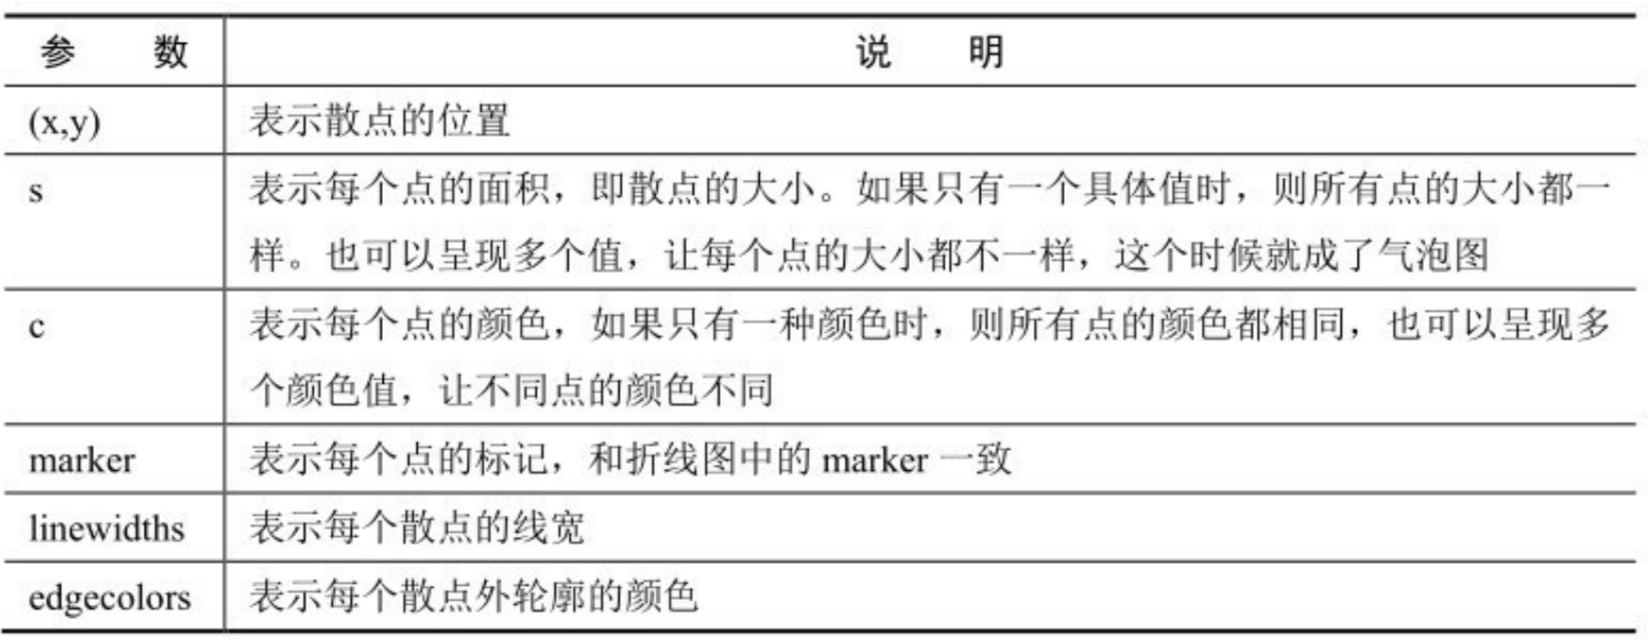 参 数 说 明
(x,y) 表示散点的位置
s 表示每个点的面积，即散点的大小。如果只有一个具体值时，则所有点的大小都一
样。也可以呈现多个值，让每个点的大小都不一样，这个时候就成了气泡图
c 表示每个点的颜色，如果只有一种颜色时，则所有点的颜色都相同，也可以呈现多
个颜色值，让不同点的颜色不同
marker 表示每个点的标记，和折线图中的 marker 一致
linewidths 表示每个散点的线宽
edgecolors 表示每个散点外轮廓的颜色